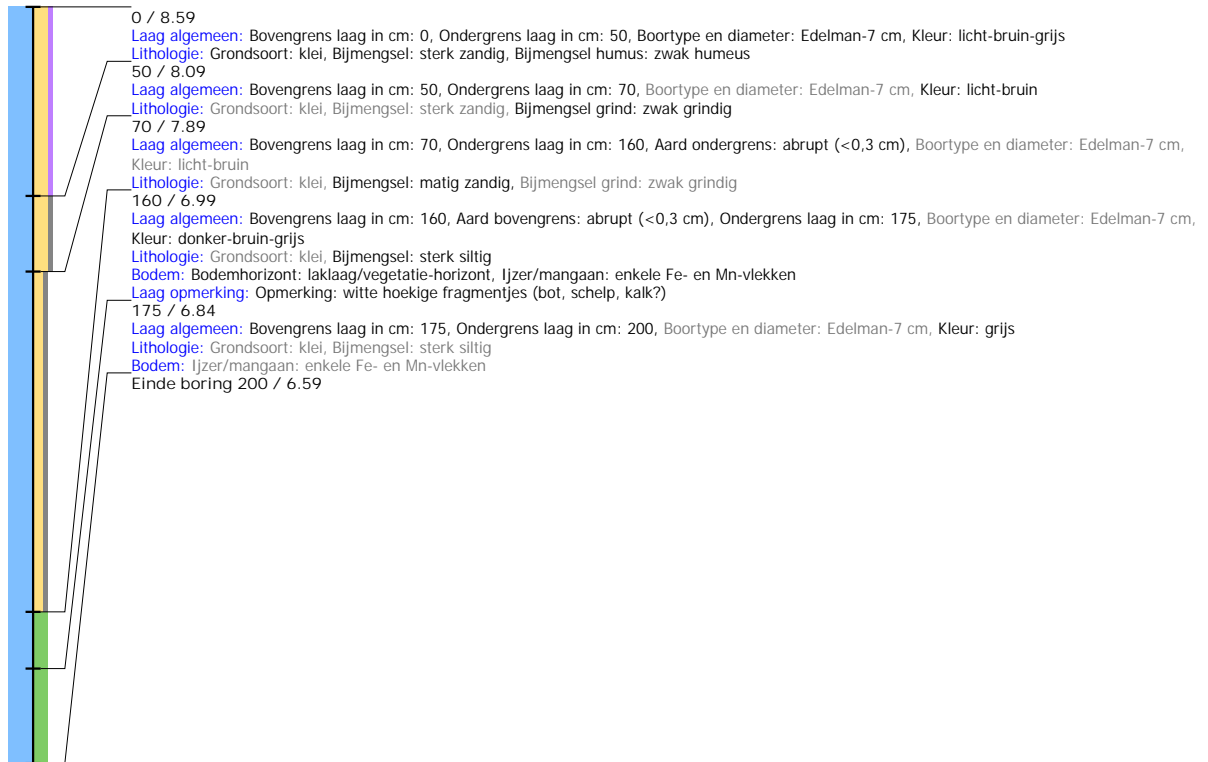 0 / 8.59
Laag algemeen: Bovengrens laag in cm: 0, Ondergrens laag in cm: 50, Boortype en diameter: Edelman-7 cm, Kleur: licht-bruin-grijs
Lithologie: Grondsoort: klei, Bijmengsel: sterk zandig, Bijmengsel humus: zwak humeus
50 / 8.09
Laag algemeen: Bovengrens laag in cm: 50, Ondergrens laag in cm: 70, Boortype en diameter: Edelman-7 cm, Kleur: licht-bruin
Lithologie: Grondsoort: klei, Bijmengsel: sterk zandig, Bijmengsel grind: zwak grindig
70 / 7.89
Laag algemeen: Bovengrens laag in cm: 70, Ondergrens laag in cm: 160, Aard ondergrens: abrupt (<0,3 cm), Boortype en diameter: Edelman-7 cm,
Kleur: licht-bruin
Lithologie: Grondsoort: klei, Bijmengsel: matig zandig, Bijmengsel grind: zwak grindig
160 / 6.99
Laag algemeen: Bovengrens laag in cm: 160, Aard bovengrens: abrupt (<0,3 cm), Ondergrens laag in cm: 175, Boortype en diameter: Edelman-7 cm,
Kleur: donker-bruin-grijs
Lithologie: Grondsoort: klei, Bijmengsel: sterk siltig
Bodem: Bodemhorizont: laklaag/vegetatie-horizont, Ijzer/mangaan: enkele Fe- en Mn-vlekken
Laag opmerking: Opmerking: witte hoekige fragmentjes (bot, schelp, kalk?)
175 / 6.84
Laag algemeen: Bovengrens laag in cm: 175, Ondergrens laag in cm: 200, Boortype en diameter: Edelman-7 cm, Kleur: grijs
Lithologie: Grondsoort: klei, Bijmengsel: sterk siltig
Bodem: Ijzer/mangaan: enkele Fe- en Mn-vlekken
Einde boring 200 / 6.59